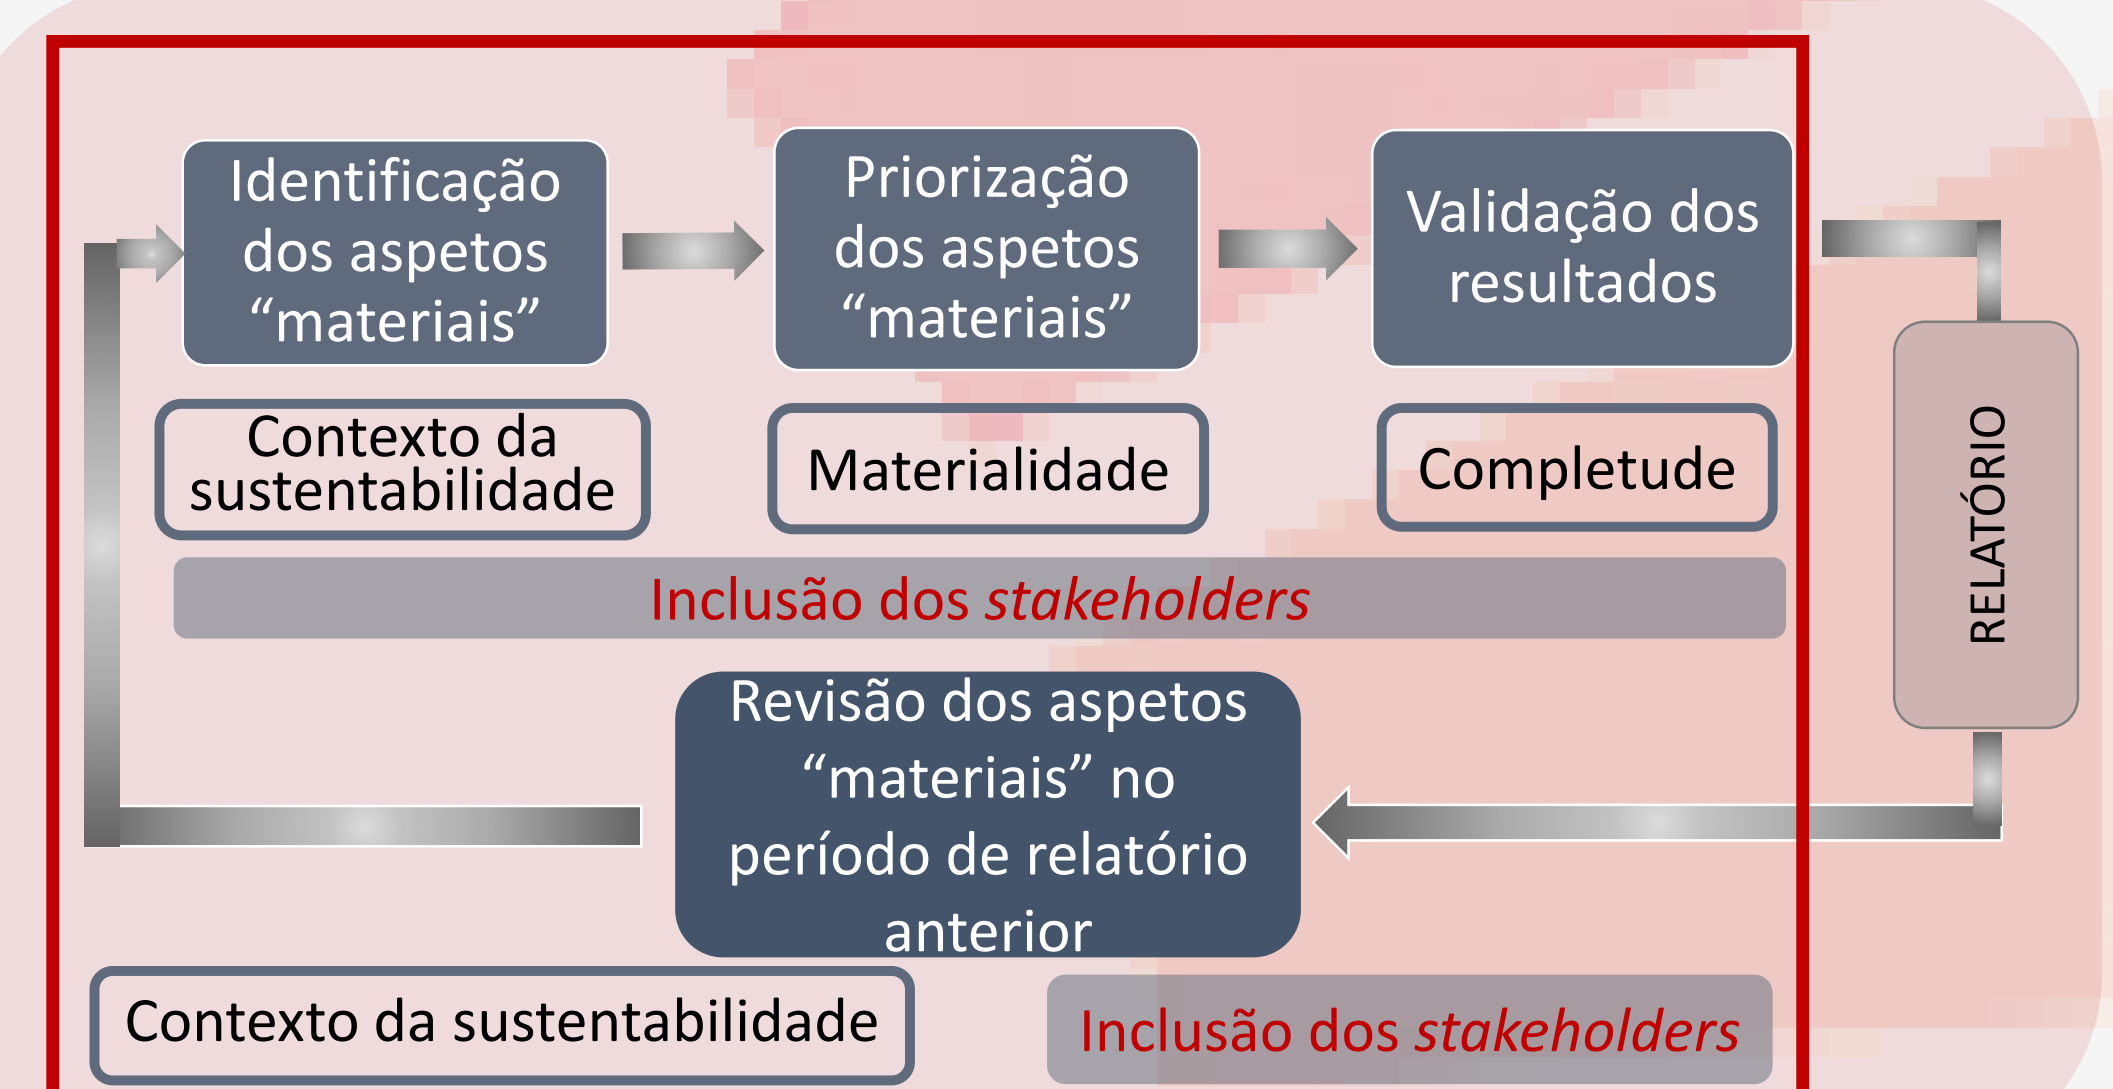 Identificação
dos aspetos
“materiais”
Priorização
dos aspetos
“materiais”
Validação dos
resultados
Contexto da
sustentabilidade
Materialidade
Completude
RELATÓRIO
Inclusão dos stakeholders
Revisão dos aspetos
“materiais” no
período de relatório
anterior
Contexto da sustentabilidade
Inclusão dos stakeholders